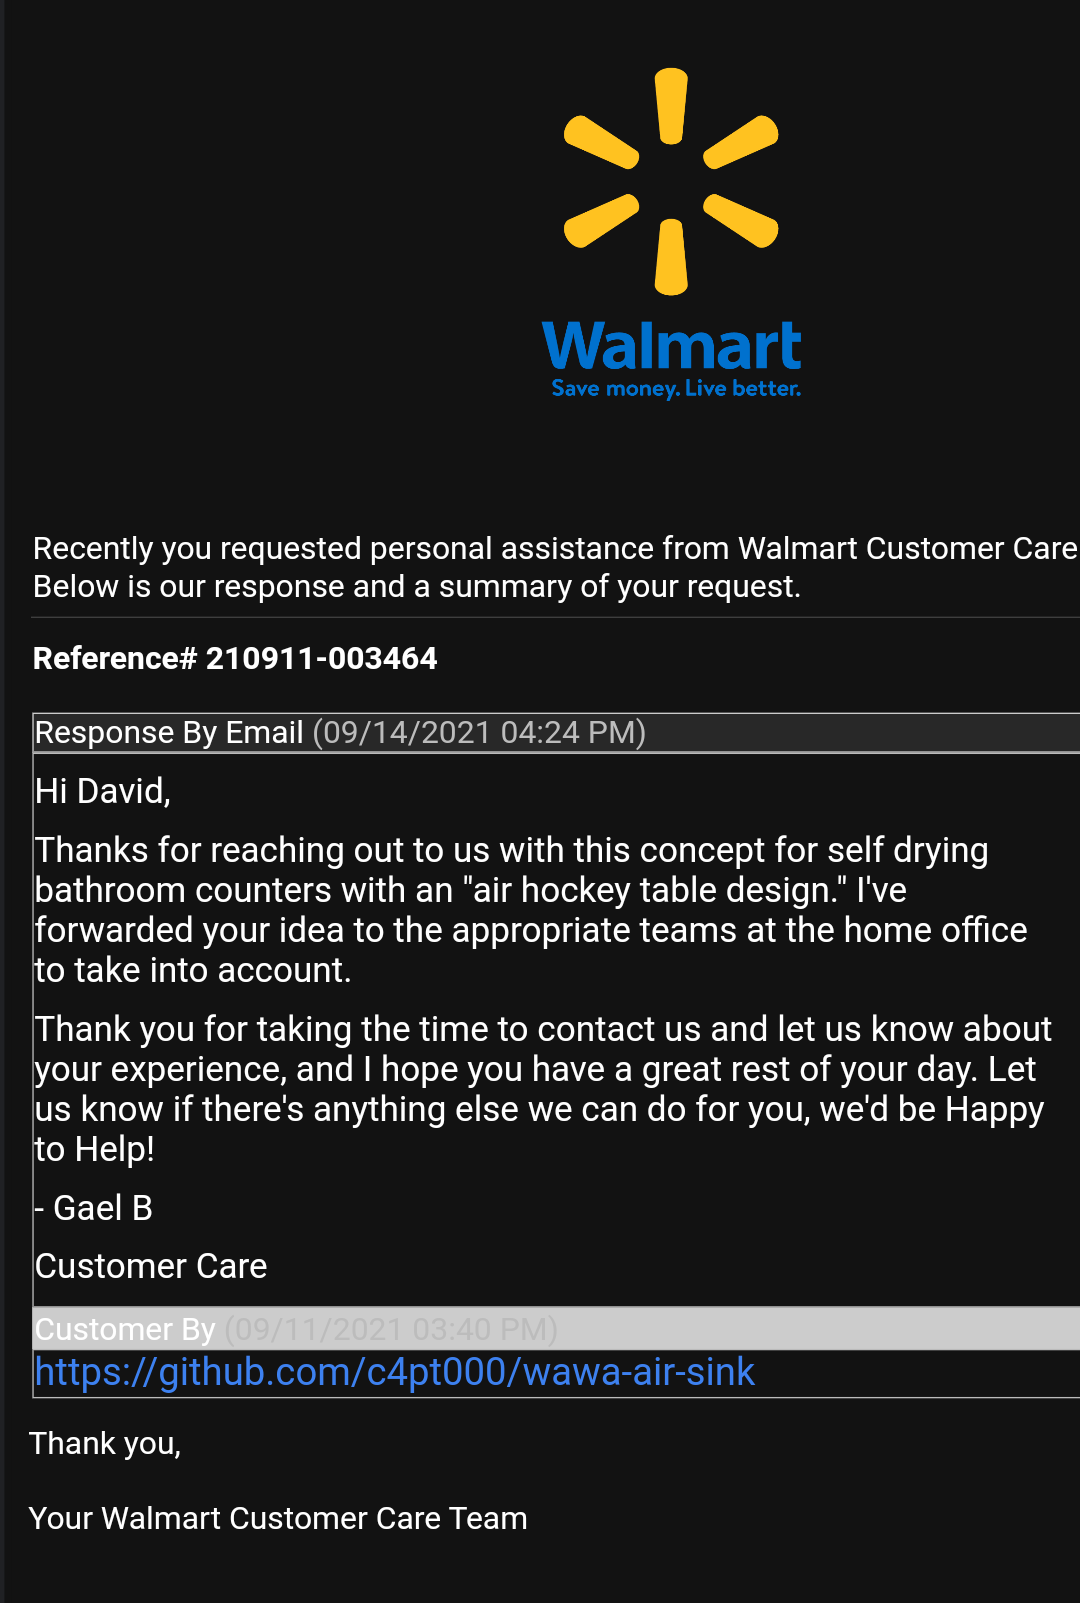 Walmart
Save money. Live better.
Recently you requested personal assistance from Walmart Customer Care
Below is our response and a summary of your request.
Reference# 210911-003464
Response By Email (09/14/2021 04:24 PM)
Hi David,
Thanks for reaching out to us with this concept for self drying
bathroom counters with an "air hockey table design." I've
forwarded your idea to the appropriate teams at the home office
to take into account.
Thank you for taking the time to contact us and let us know about
your experience, and I hope you have a great rest of your day. Let
us know if there's anything else we can do for you, we'd be Happy
to Help!
- Gael B
Customer Care
Customer By (09/11/2021 03:40 PM)
https://github.com/c4pt000/wawa-air-sink
Thank you,
Your Walmart Customer Care Team